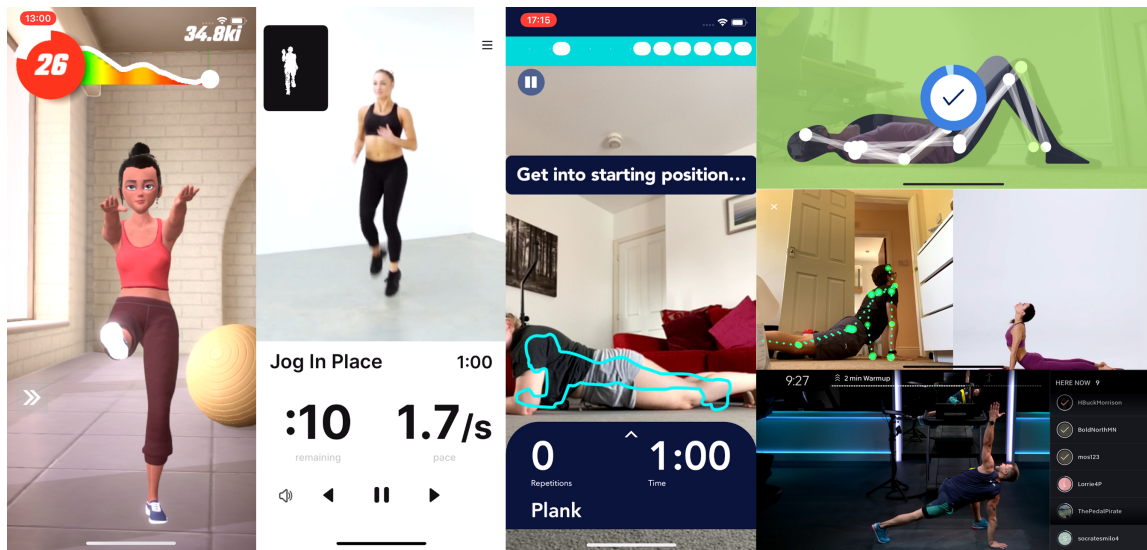 13:00
34.8ki
26
Jog In Place
1:00
:10
1.7/s
remaining
pace
17:15
Get into starting position...
0
1:00
Repetitions
Time
Plank
9:27
2 min Warmup
HERE NOW 9
HBuckMorrison
BoldNorthMN
mos123
Lorrie4P
ThePedalPirate
socratesmilo4